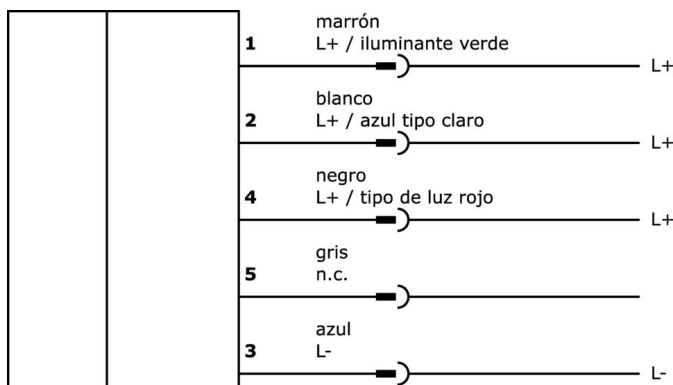 marrón
1 L+ / iluminante verde
L+
blanco
2 L+ / azul tipo claro
L+
negro
4 L+ / tipo de luz rojo
L+
gris
5 n.c.
azul
3 L-
L-